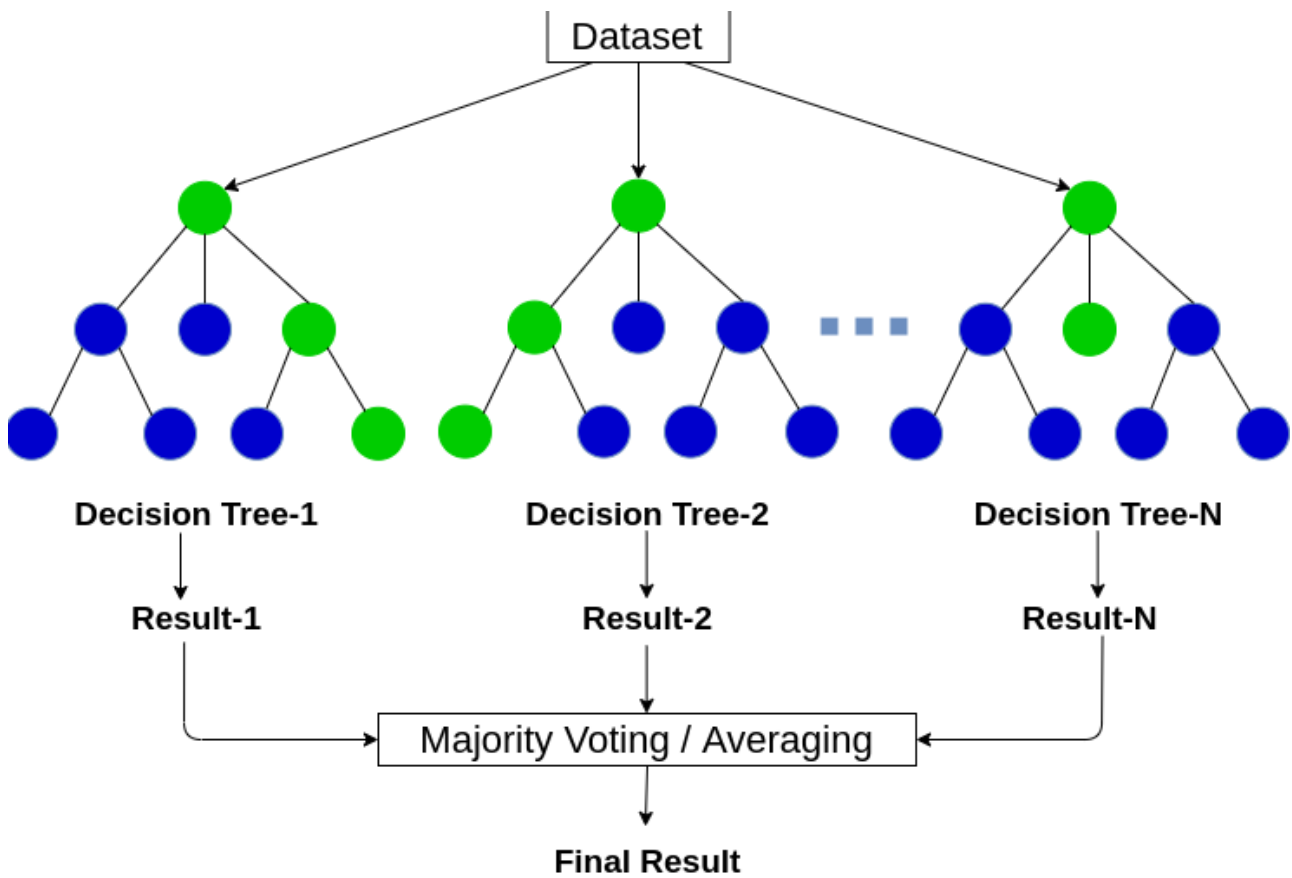 Dataset
Decision Tree-1
Decision Tree-2
Decision Tree-N
Result-1
Result-2
Result-N
Majority Voting / Averaging
Final Result